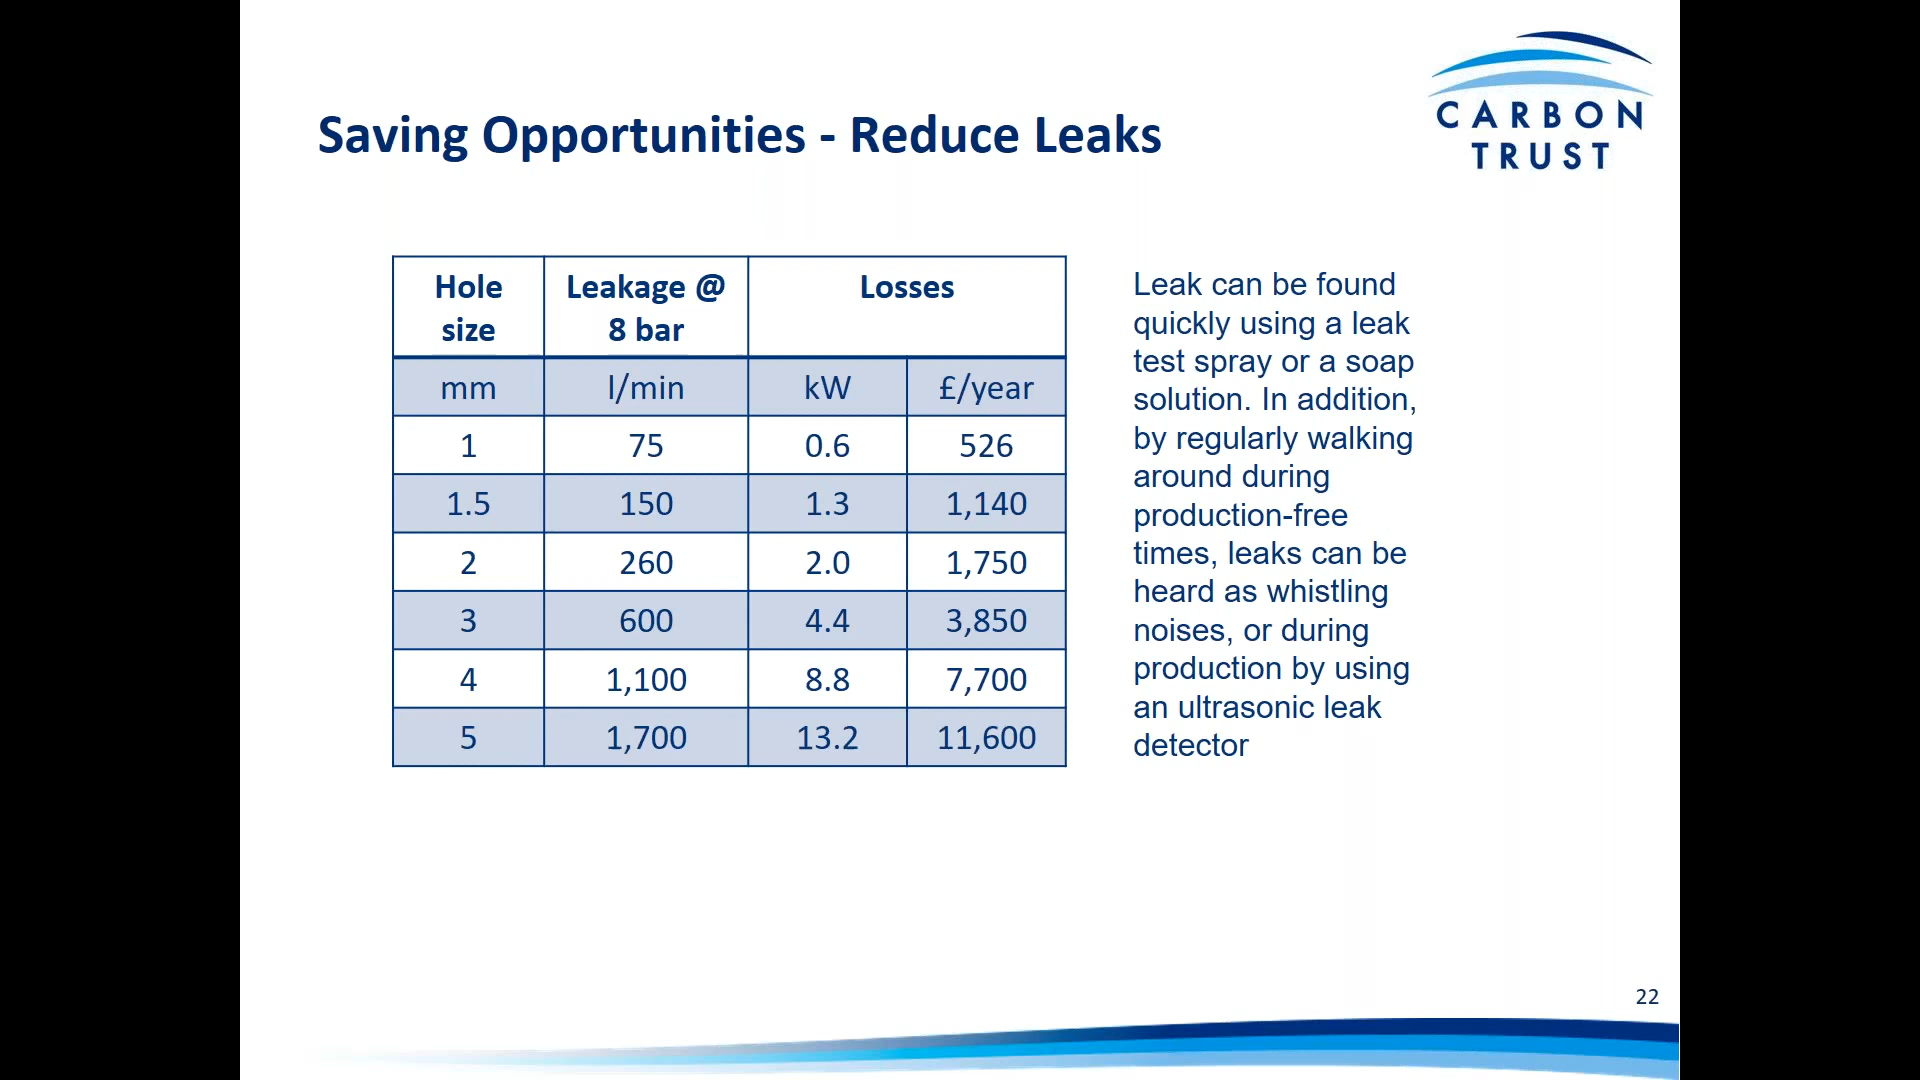 CARBON
TRUST
Saving Opportunities - Reduce Leaks
Hole size Leakage @ 8 bar Losses
mm l/min kW £/year
1 75 0.6 526
1.5 150 1.3 1,140
2 260 2.0 1,750
3 600 4.4 3,850
4 1,100 8.8 7,700
5 1,700 13.2 11,600
Leak can be found
quickly using a leak
test spray or a soap
solution. In addition,
by regularly walking
around during
production-free
times, leaks can be
heard as whistling
noises, or during
production by using
an ultrasonic leak
detector
22